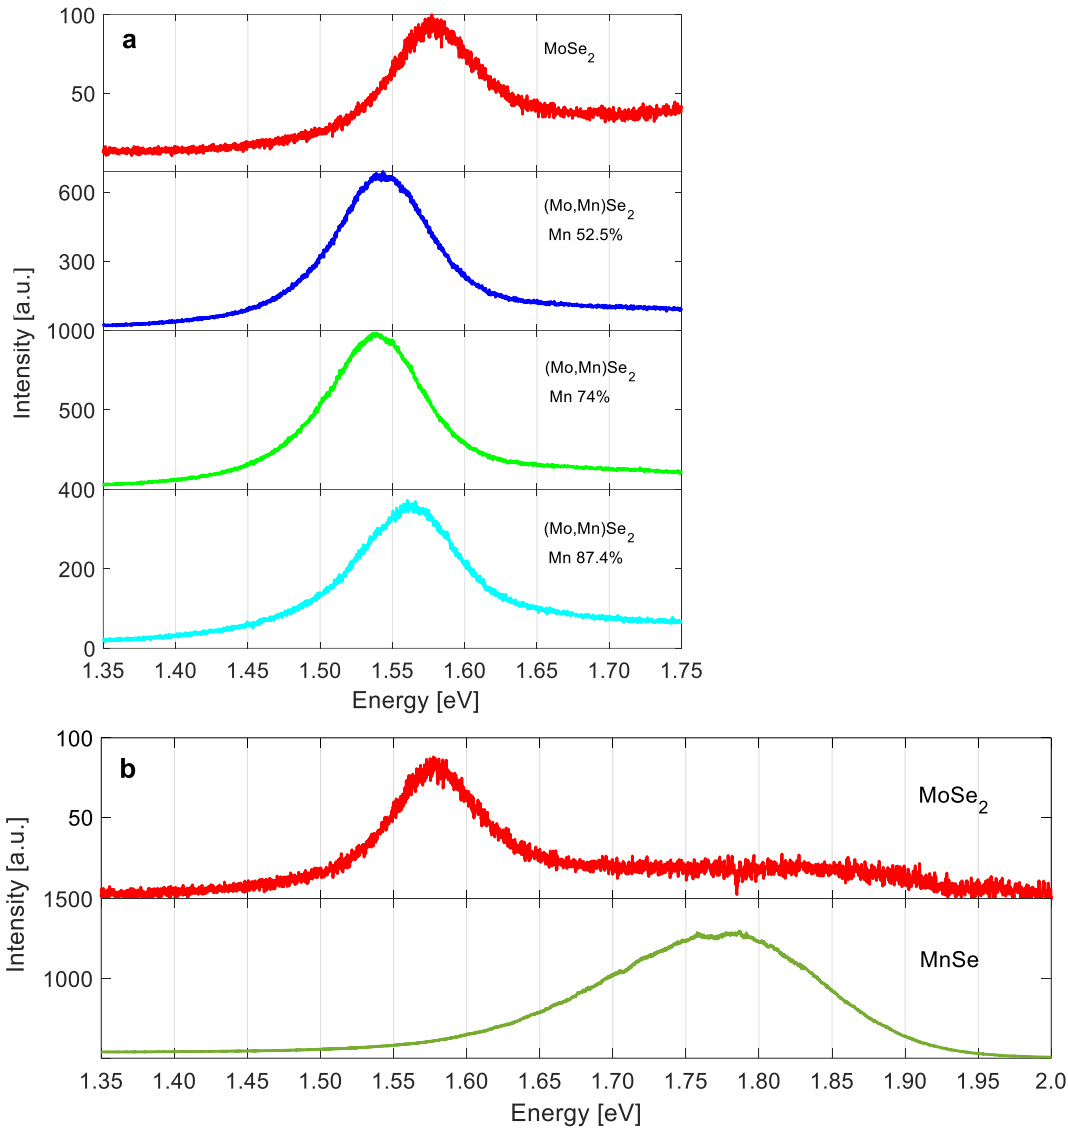 a
100
50
MoSe2
600
300
(Mo,Mn)Se2
Mn 52.5%
1000
500
(Mo,Mn)Se2
Mn 74%
400
200
0
(Mo,Mn)Se2
Mn 87.4%
Intensity [a.u.]
1.35 1.40 1.45 1.50 1.55 1.60 1.65 1.70 1.75
Energy [eV]
b
100
50
MoSe2
1500
1000
MnSe
Intensity [a.u.]
1.35 1.40 1.45 1.50 1.55 1.60 1.65 1.70 1.75 1.80 1.85 1.90 1.95 2.0
Energy [eV]